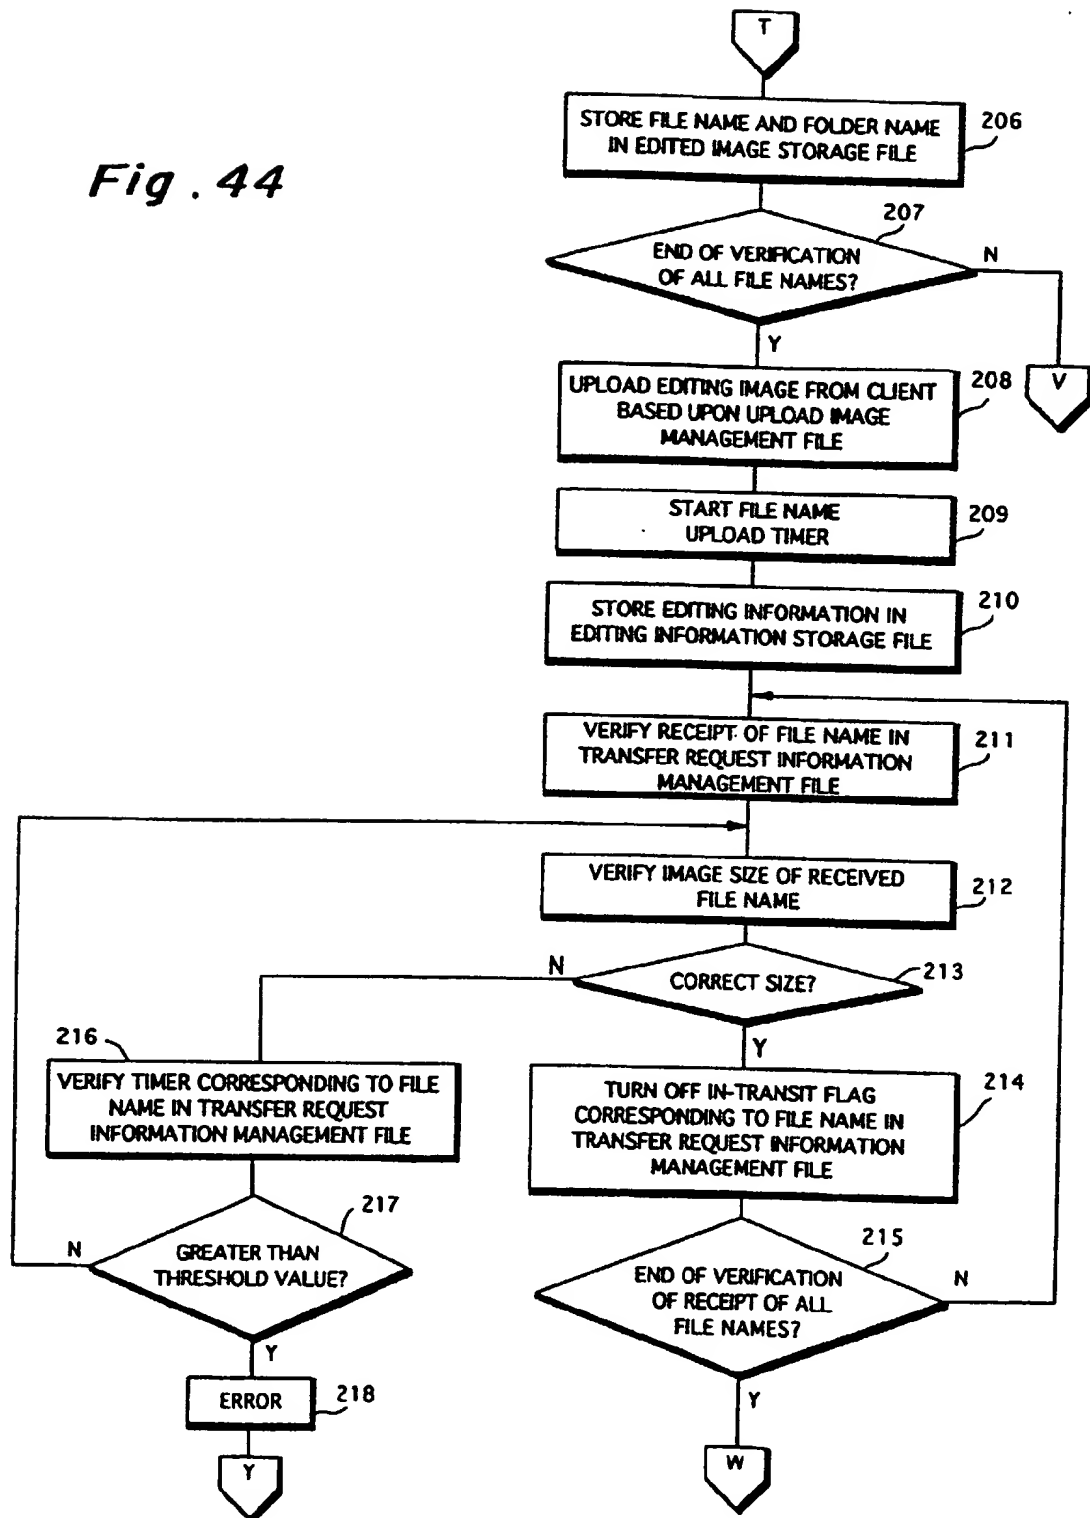 Fig. 44
T
STORE FILE NAME AND FOLDER NAME
IN EDITED IMAGE STORAGE FILE
206
207
END OF VERIFICATION
OF ALL FILE NAMES?
N
Y
V
UPLOAD EDITING IMAGE FROM CLIENT
BASED UPON UPLOAD IMAGE
MANAGEMENT FILE
208
START FILE NAME
UPLOAD TIMER
209
STORE EDITING INFORMATION IN
EDITING INFORMATION STORAGE FILE
210
VERIFY RECEIPT OF FILE NAME IN
TRANSFER REQUEST INFORMATION
MANAGEMENT FILE
211
VERIFY IMAGE SIZE OF RECEIVED
FILE NAME
212
N
CORRECT SIZE?
213
Y
216
VERIFY TIMER CORRESPONDING TO FILE
NAME IN TRANSFER REQUEST
INFORMATION MANAGEMENT FILE
TURN OFF IN-TRANSIT FLAG
CORRESPONDING TO FILE NAME IN
TRANSFER REQUEST INFORMATION
MANAGEMENT FILE
214
217
N
GREATER THAN
THRESHOLD VALUE?
Y
215
END OF VERIFICATION
OF RECEIPT OF ALL
FILE NAMES?
N
Y
ERROR
218
Y
W